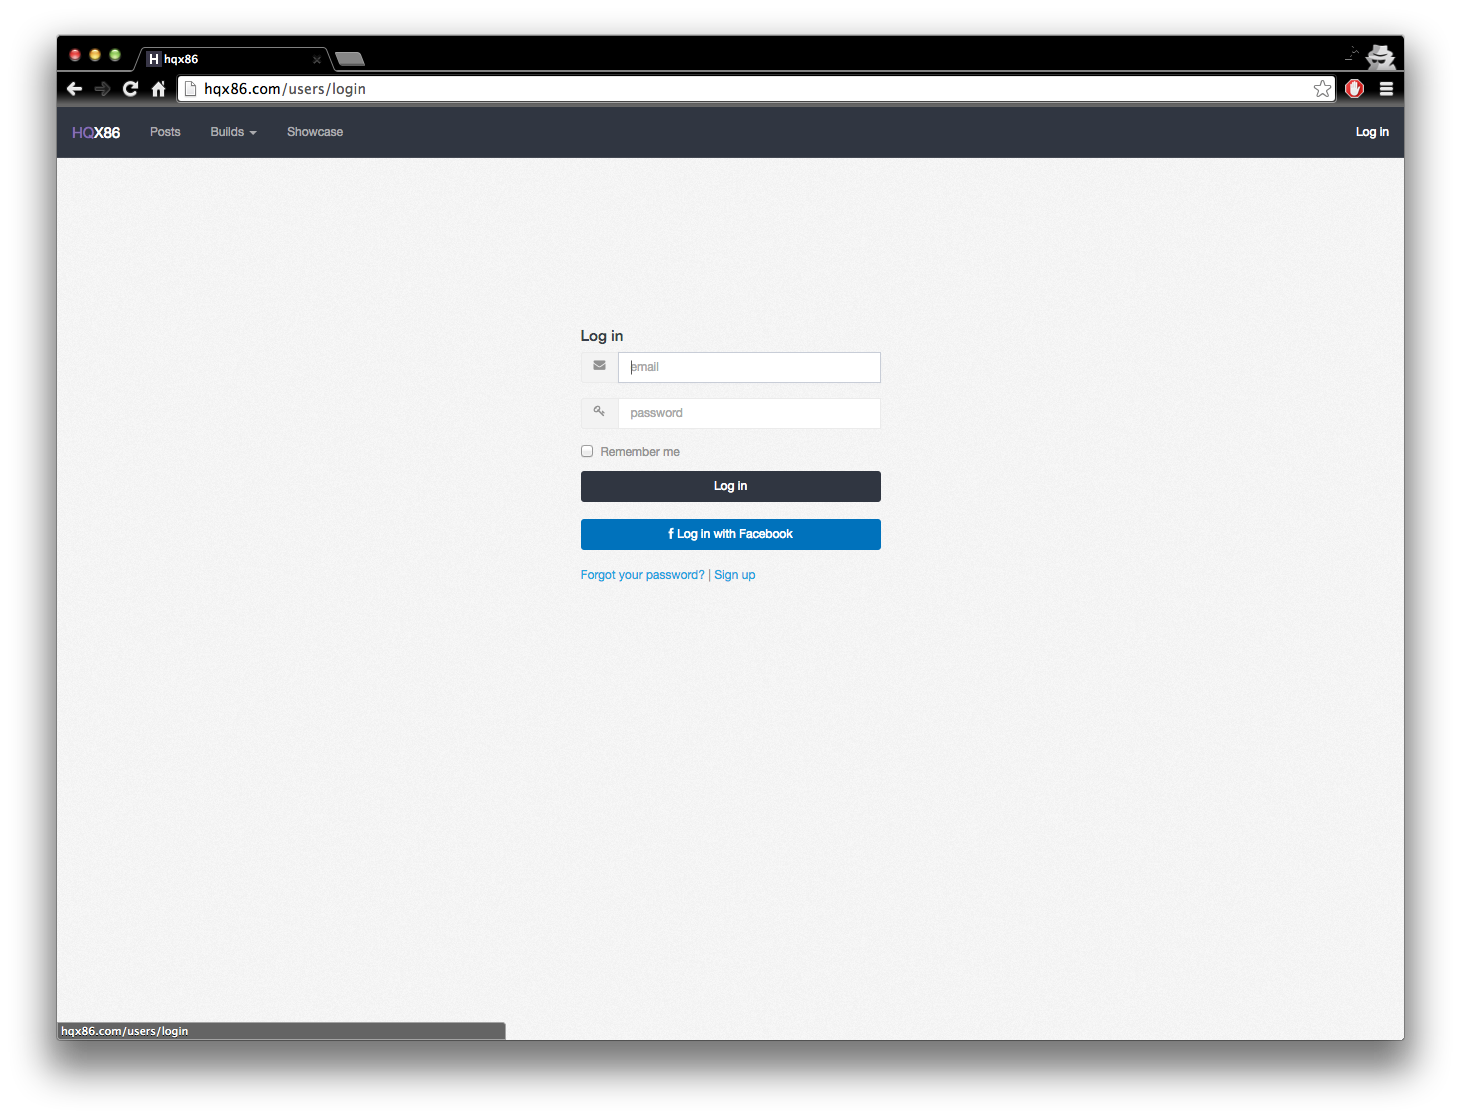 hqx86
hqx86.com/users/login
HQX86 Posts Builds Showcase Log in
Log in
email
password
Remember me
Log in
f Log in with Facebook
Forgot your password? | Sign up
hqx86.com/users/login